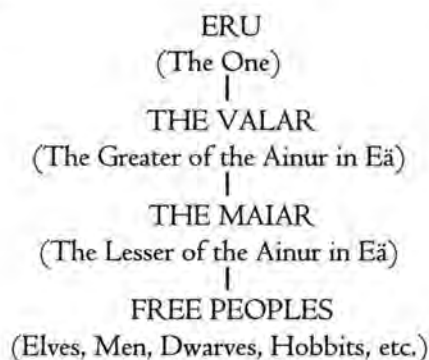 ERU
(The One)
THE VALAR
(The Greater of the Ainur in Eä)
THE MAIAR
(The Lesser of the Ainur in Eä)
FREE PEOPLES
(Elves, Men, Dwarves, Hobbits, etc.)